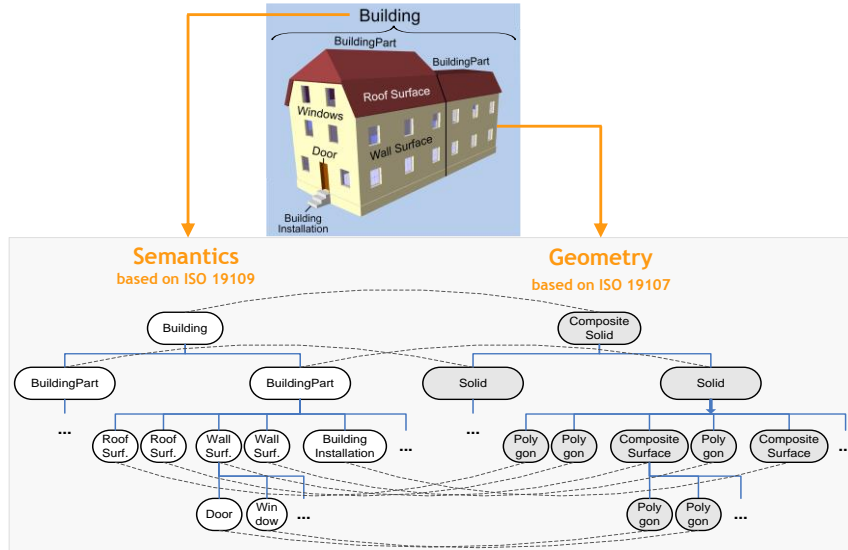 Building
BuildingPart
BuildingPart
Roof Surface
Windows
Door
Wall Surface
Building
Installation
Semantics
based on ISO 19109
Geometry
based on ISO 19107
Building
Composite
Solid
BuildingPart
BuildingPart
Solid
Solid
...
...
Roof
Surf.
Roof
Surf.
Wall
Surf.
Wall
Surf.
Building
Installation
...
Poly
gon
Poly
gon
Composite
Surface
Poly
gon
Composite
Surface
...
Door
Win
dow
...
Poly
gon
Poly
gon
...